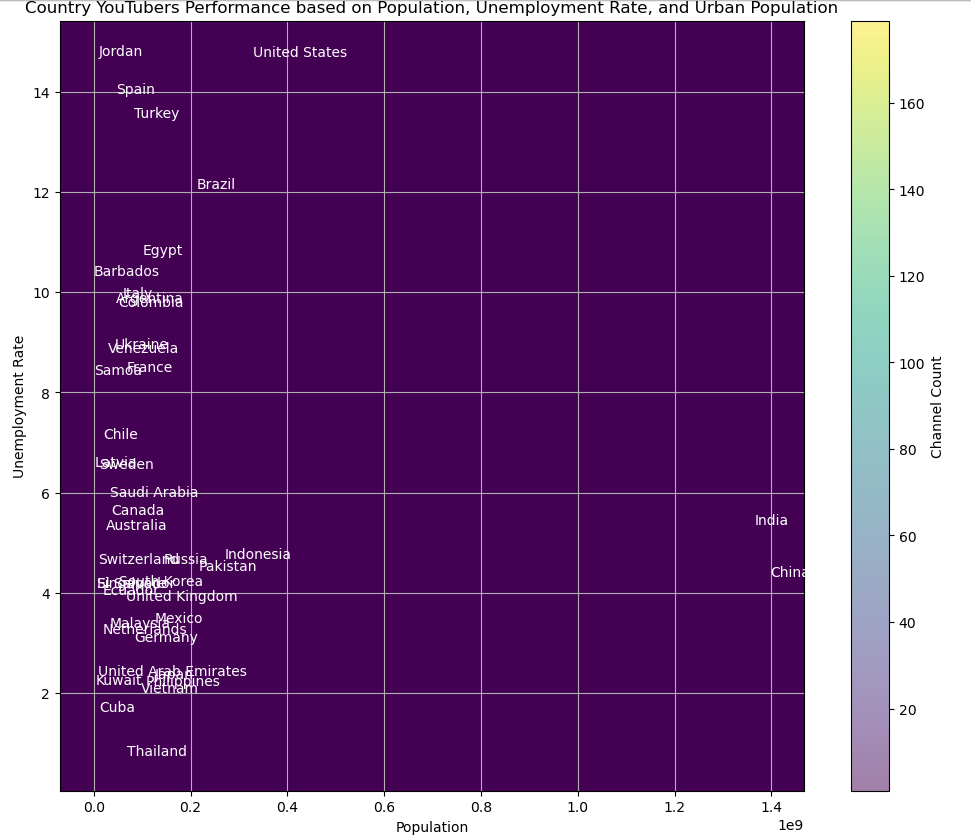 Country YouTubers Performance based on Population, Unemployment Rate, and Urban Population
Jordan
United States
Spain
Turkey
Brazil
Egypt
Barbados
Italy
Argentina
Colombia
Ukraine
Venezuela
France
Samoa
Chile
Latvia
Sweden
Saudi Arabia
Canada
Australia
India
Indonesia
Switzerland
Russia
Pakistan
China
South Korea
El Salvador
Singapore
Ecuador
United Kingdom
Mexico
Malaysia
Netherlands
Germany
United Arab Emirates
Japan
Kuwait
Philippines
Vietnam
Cuba
Thailand
14
12
10
8
6
4
2
Unemployment Rate
0.0
0.2
0.4
0.6
0.8
1.0
1.2
1.4
1e9
Population
160
140
120
100
80
60
40
20
Channel Count